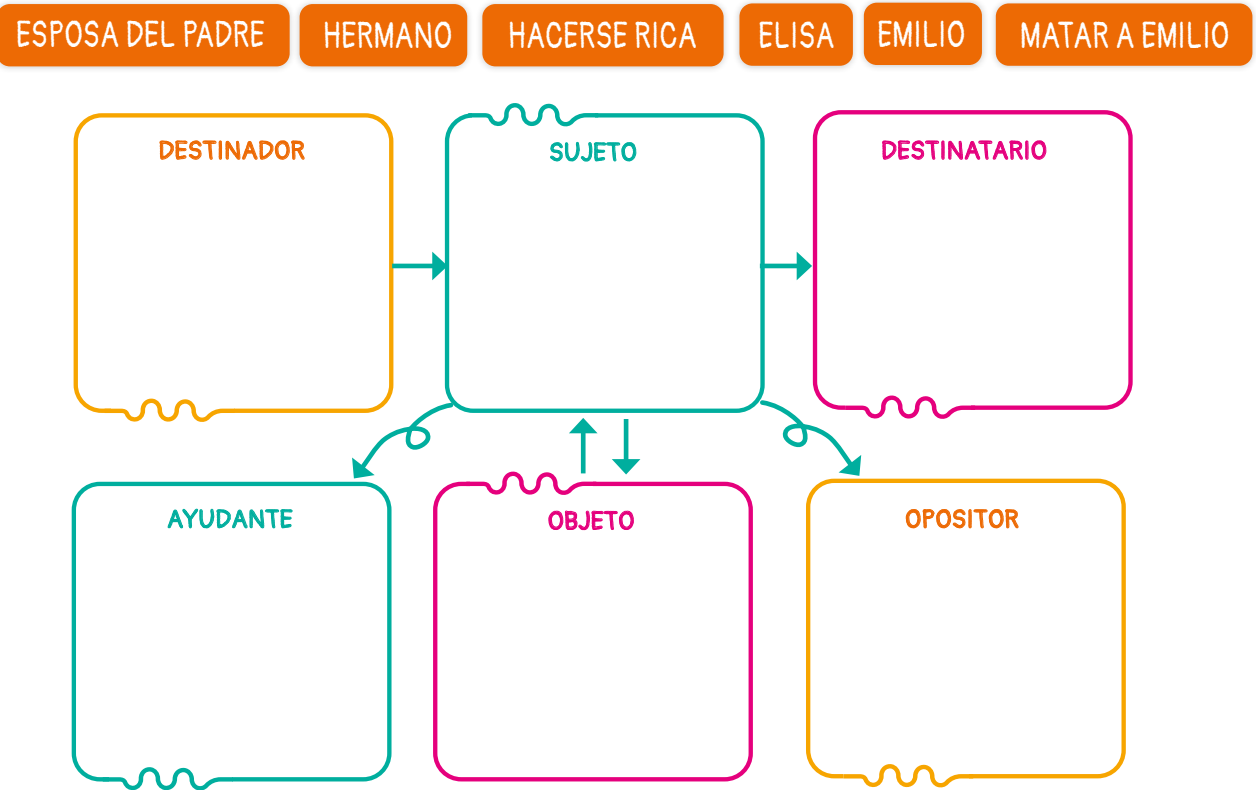 ESPOSA DEL PADRE
HERMANO
HACERSE RICA
ELISA
EMILIO
MATAR A EMILIO
DESTINADOR
SUJETO
DESTINATARIO
AYUDANTE
OBJETO
OPOSITOR